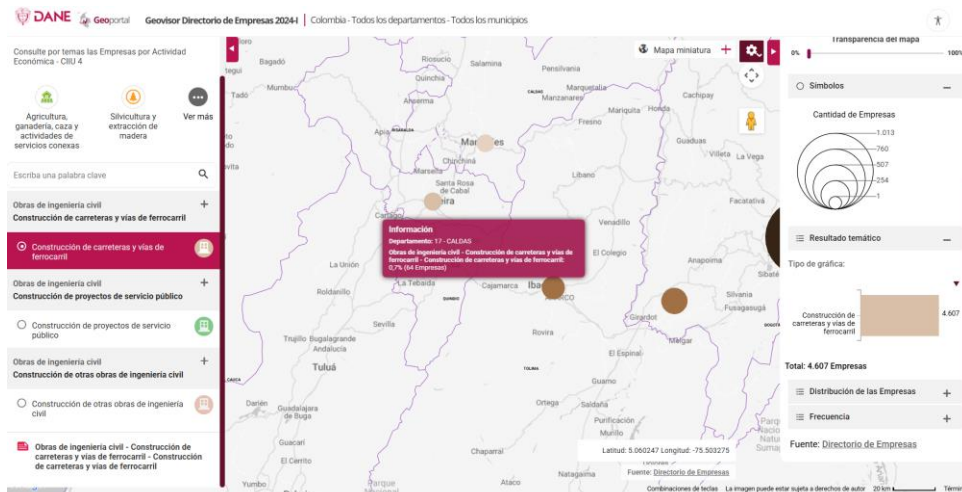 DANE Geoportal Geovisor Directorio de Empresas 2024-I | Colombia - Todos los departamentos - Todos los municipios
Consulte por temas las Empresas por Actividad
Económica - CIIU 4
Agricultura,
ganadería, caza y
actividades de
servicios conexas
Silvicultura y
extracción de
madera
Ver más
Escriba una palabra clave
Obras de ingeniería civil
Construcción de carreteras y vías de ferrocarril
Construcción de carreteras y vías de
ferrocarril
Obras de ingeniería civil
Construcción de proyectos de servicio público
Construcción de proyectos de servicio
público
Obras de ingeniería civil
Construcción de otras obras de ingeniería civil
Construcción de otras obras de ingeniería
civil
Obras de ingeniería civil - Construcción de
carreteras y vías de ferrocarril - Construcción
de carreteras y vías de ferrocarril
Mapa miniatura
Bagadó
Riosucio
Salamina
Pensilvania
Quinchia
Tadó
Mumbuc
Anserma
CALDAS
Marquetalia
Manzanares
Mariquita
Honda
Cachipay
Fresno
Apia
RISARALDA
Guaduas
Chinchiná
Villeta
La Vega
Marsella
Santa Rosa
de Cabal
Líbano
Facatativá
Venadillo
Información
Departamento: 17 - CALDAS
Obras de ingeniería civil - Construcción de carreteras y vías de
ferrocarril - Construcción de carreteras y vías de ferrocarril:
0,7% (64 Empresas)
La Unión
El Colegio
Anapoima
La Tebaida
Cajamarca
Roldanillo
QUINDIO
Silvania
Fusagasugá
Girardot
Sevilla
Rovira
Melgar
Trujillo
Bugalagrande
Andalucía
El Espinal
Tuluá
TOLIMA
CAUCA
Guamo
Darién
Guadalajara
de Buga
Ortega
Saldaña
Purificación
Murillo
Guacarí
Chaparral
El Cerrito
Natagaima
Yumbo
Parque
Ataco
Latitud: 5.060247 Longitud: -75.503275
Fuente: Directorio de Empresas
Combinaciones de teclas
La imagen puede estar sujeta a derechos de autor
20 km
Términ
Transparencia del mapa
0%
100%
Símbolos
Cantidad de Empresas
1.013
760
507
254
1
Resultado temático
Tipo de gráfica:
Construcción de
carreteras y vías de
ferrocarril
4.607
Total: 4.607 Empresas
Distribución de las Empresas
Frecuencia
Fuente: Directorio de Empresas